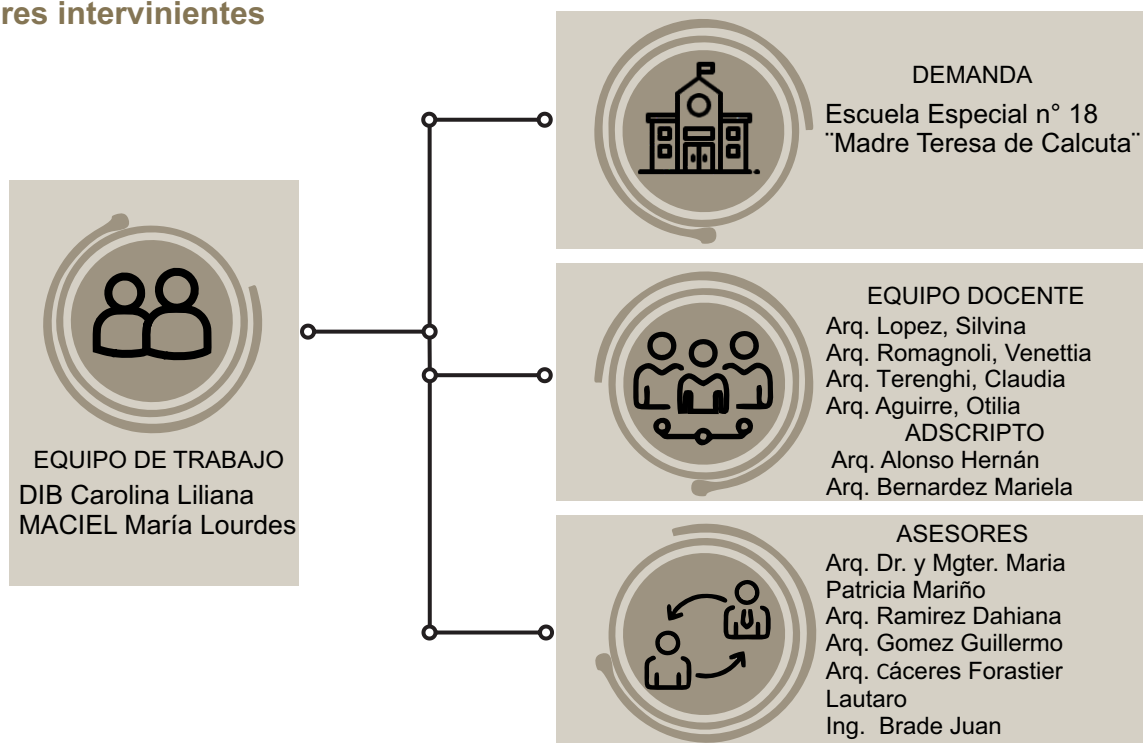 res intervinientes
EQUIPO DE TRABAJO
DIB Carolina Liliana
MACIEL María Lourdes
DEMANDA
Escuela Especial n° 18
¨Madre Teresa de Calcuta¨
EQUIPO DOCENTE
Arq. Lopez, Silvina
Arq. Romagnoli, Venettia
Arq. Terenghi, Claudia
Arq. Aguirre, Otilia
ADSCRIPTO
Arq. Alonso Hernán
Arq. Bernardez Mariela
ASESORES
Arq. Dr. y Mgter. Maria
Patricia Mariño
Arq. Ramirez Dahiana
Arq. Gomez Guillermo
Arq. Cáceres Forastier
Lautaro
Ing. Brade Juan